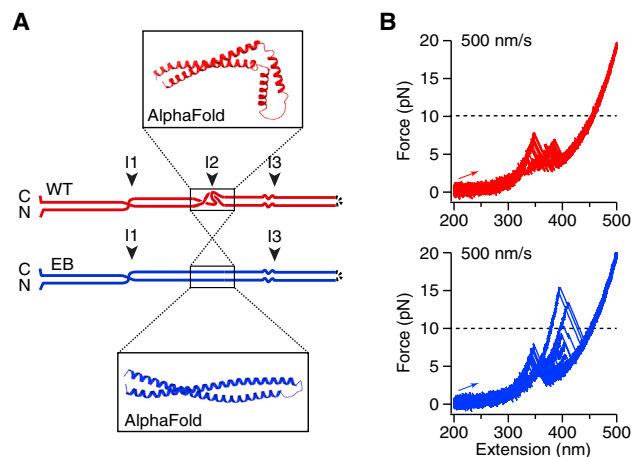 A
B
AlphaFold
I1
I2
I3
C
WT
N
I1
I3
C
EB
N
AlphaFold
20
500 nm/s
15
10
5
0
Force (pN)
200
300
400
500
20
500 nm/s
15
10
5
0
Force (pN)
200
300
400
500
Extension (nm)